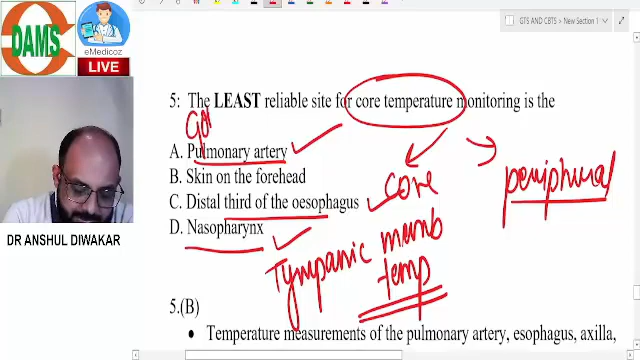 DAMS
eMedicoz
LIVE
GTS AND CBTS
New Section 1
5: The LEAST reliable site for core temperature monitoring is the
GOL
A. Pulmonary artery
B. Skin on the forehead
C. Distal third of the oesophagus
D. Nasopharynx
core
peripheral
Tympanic memb
temp
DR ANSHUL DIWAKAR
5.(B)
• Temperature measurements of the pulmonary artery, esophagus, axilla,